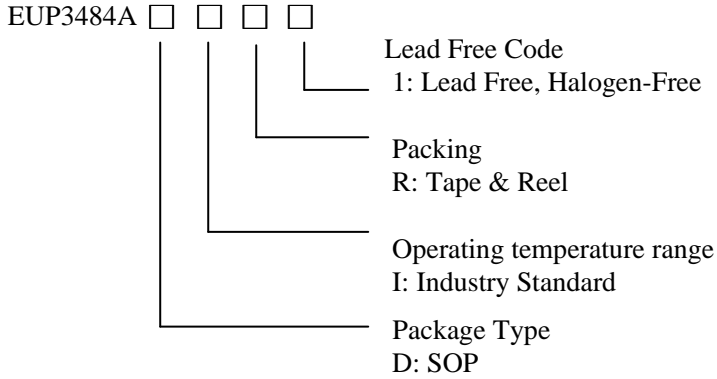 EUP3484A
Lead Free Code
1: Lead Free, Halogen-Free
Packing
R: Tape & Reel
Operating temperature range
I: Industry Standard
Package Type
D: SOP